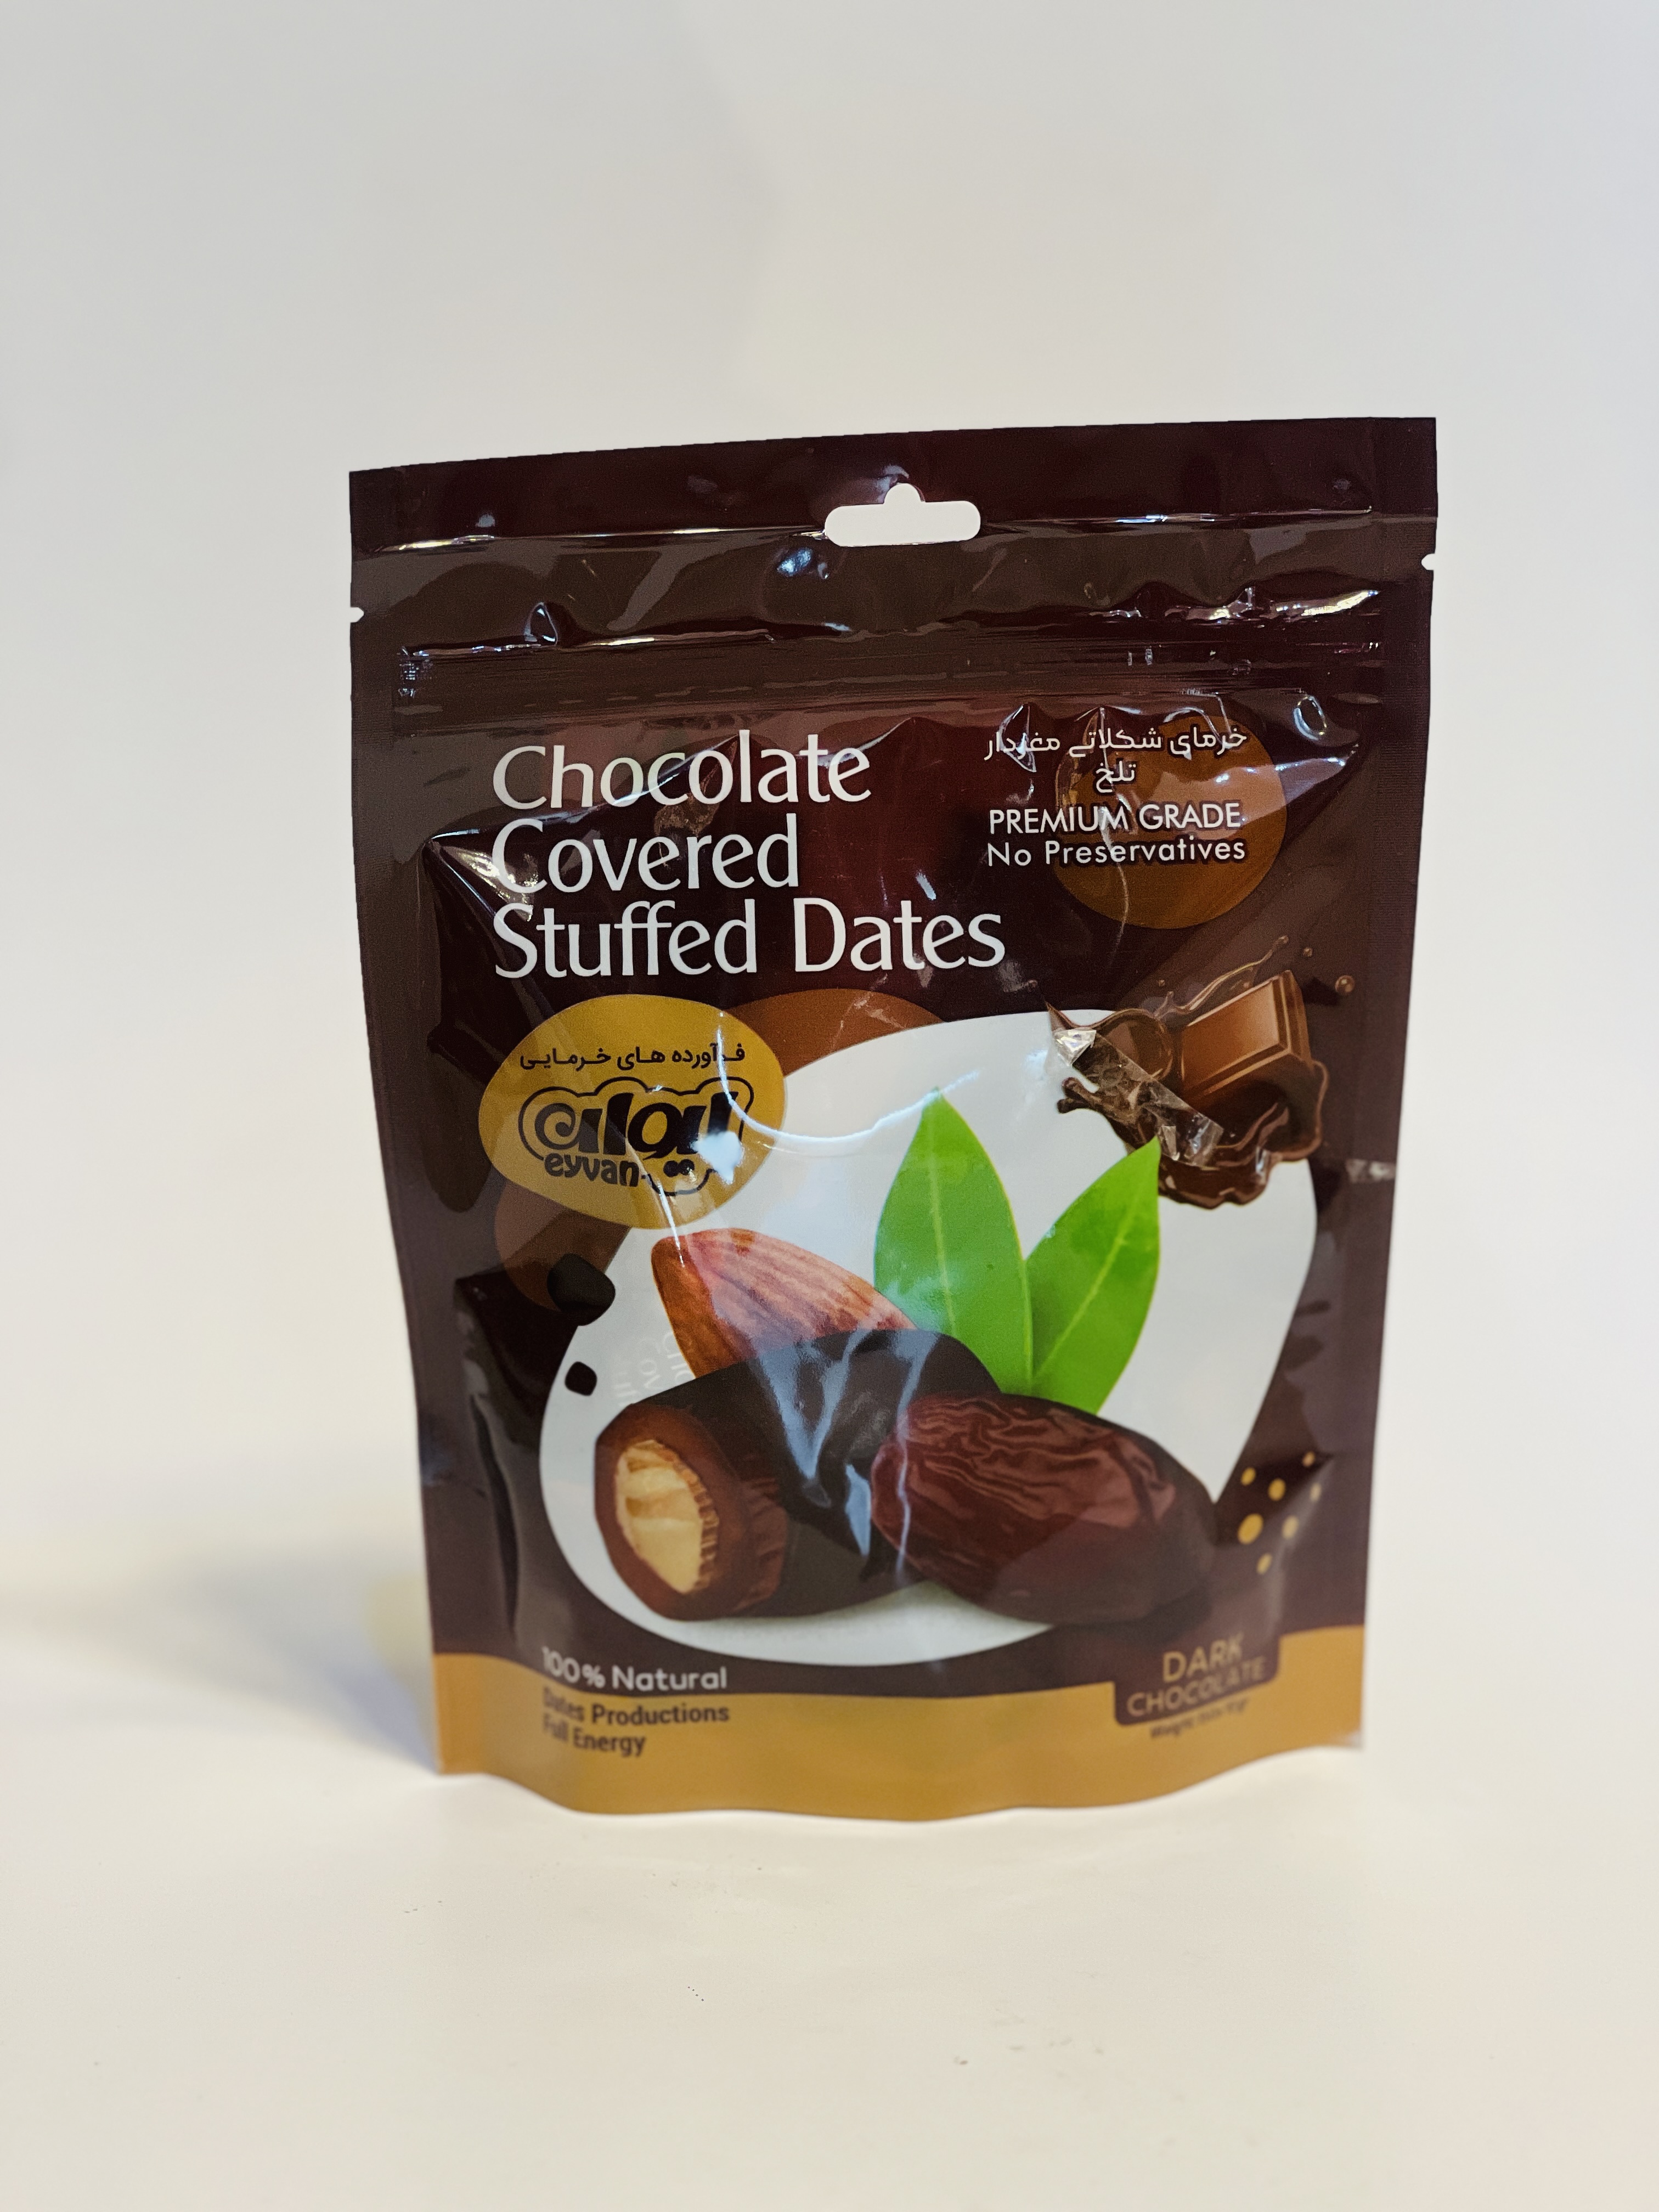 Chocolate
Covered
Stuffed Dates
خرمای شکلاتی مغزدار
تلخ
PREMIUM GRADE
No Preservatives
فرآورده های خرمایی
ایوان
eyvan
100% Natural
Dates Productions
Full Energy
DARK
CHOCOLATE
Weight: